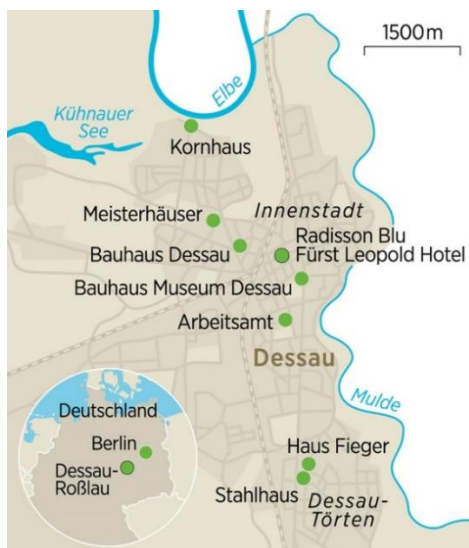 1500 m
Elbe
Kühnauer
See
Kornhaus
Meisterhäuser
Innenstadt
Radisson Blu
Fürst Leopold Hotel
Bauhaus Dessau
Bauhaus Museum Dessau
Arbeitsamt
Dessau
Mulde
Deutschland
Berlin
Dessau-
Roßlau
Haus Fieger
Stahlhaus
Dessau-
Törten